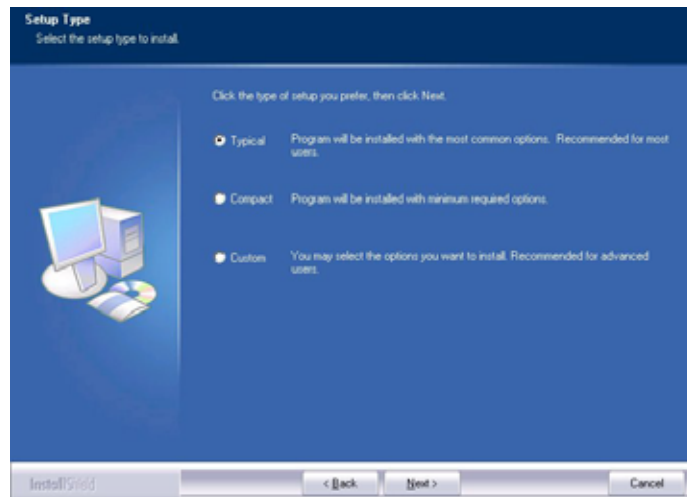 Setup Type
Select the setup type to install.
Click the type of setup you prefer, then click Next.
Typical Program will be installed with the most common options. Recommended for most
users.
Compact Program will be installed with minimum required options.
Custom You may select the options you want to install. Recommended for advanced
users.
InstallShield
< Back Next > Cancel